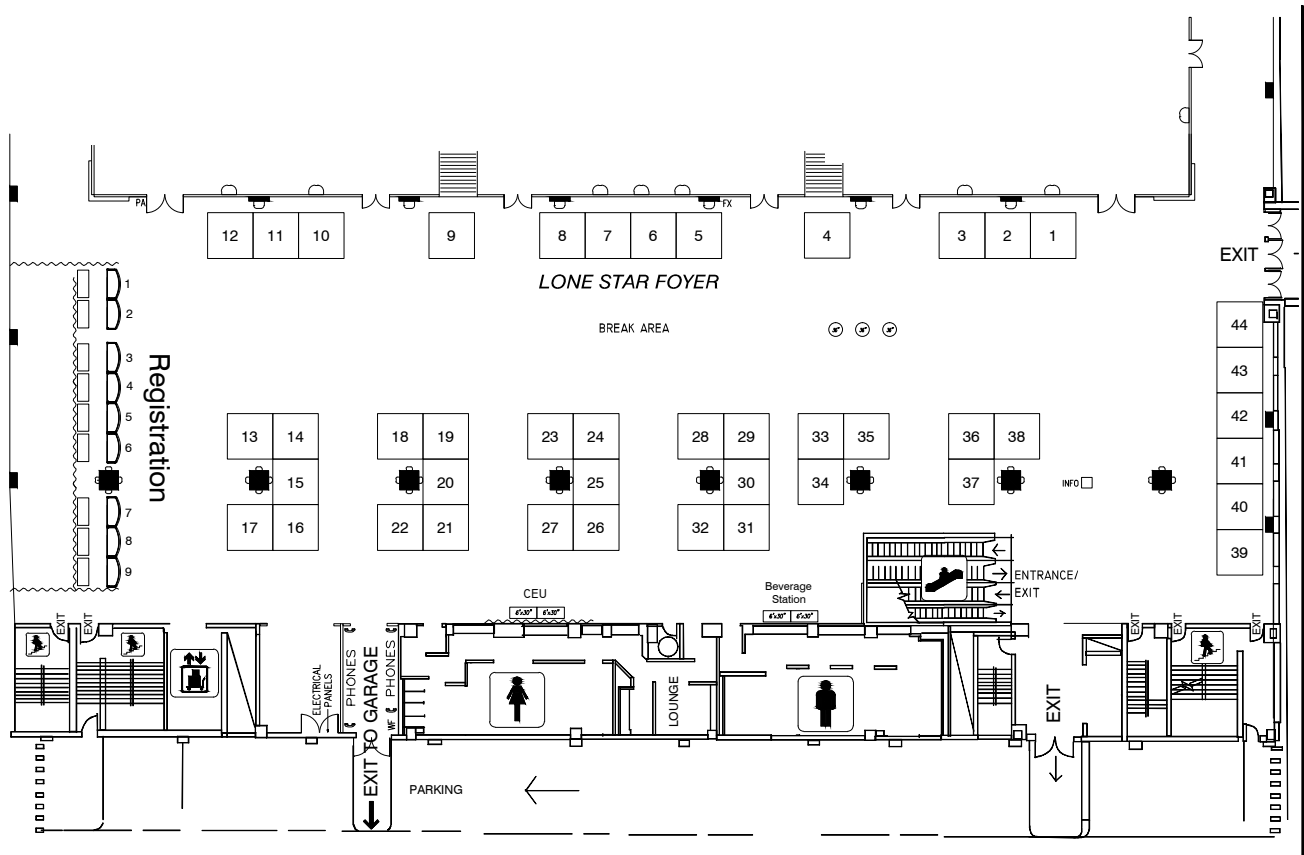 PA
FX
12 11 10 9 8 7 6 5 4 3 2 1
EXIT
LONE STAR FOYER
BREAK AREA
36" 36" 36"
Registration
1
2
3
4
5
6
7
8
9
44
43
42
41
40
39
13 14
15
17 16
18 19
20
22 21
23 24
25
27 26
28 29
30
32 31
33 35
34
36 38
37
INFO
ENTRANCE/
EXIT
CEU
6'x30" 6'x30"
Beverage
Station
6'x30" 6'x30"
EXIT
EXIT
ELECTRICAL
PANELS
PHONES
EXIT TO GARAGE
PHONES
WF
LOUNGE
EXIT
EXIT
EXIT
EXIT
PARKING